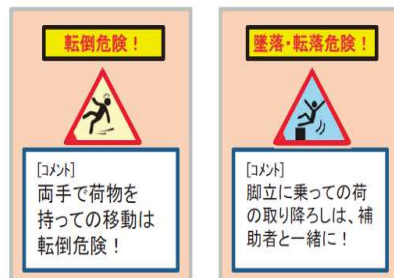 転倒危険！
[コメント]
両手で荷物を
持っての移動は
転倒危険！
墜落・転落危険！
[コメント]
脚立に乗っての荷
の取り降ろしは、補
助者と一緒に！